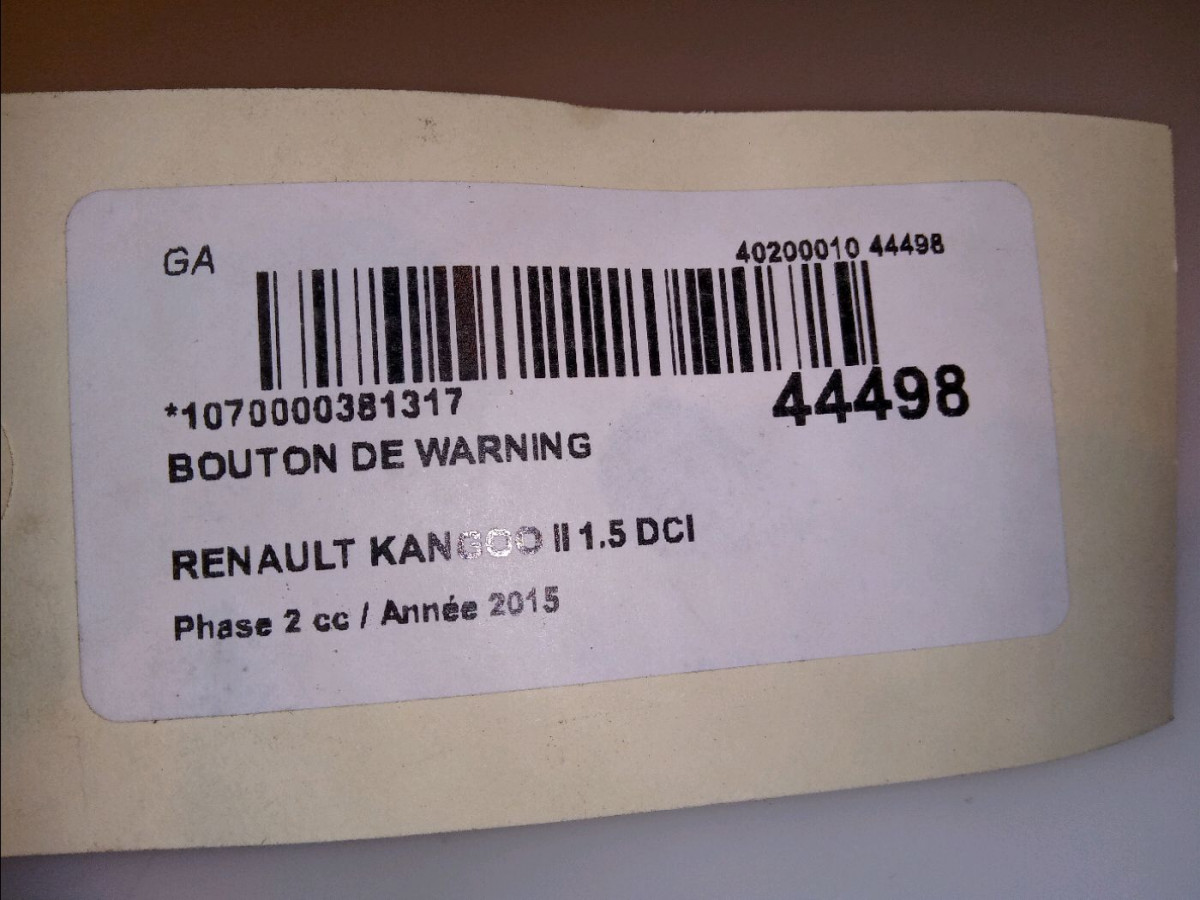 GA
40200010 44498
*1070000381317
44498
BOUTON DE WARNING
RENAULT KANGOO II 1.5 DCI
Phase 2 cc / Année 2015